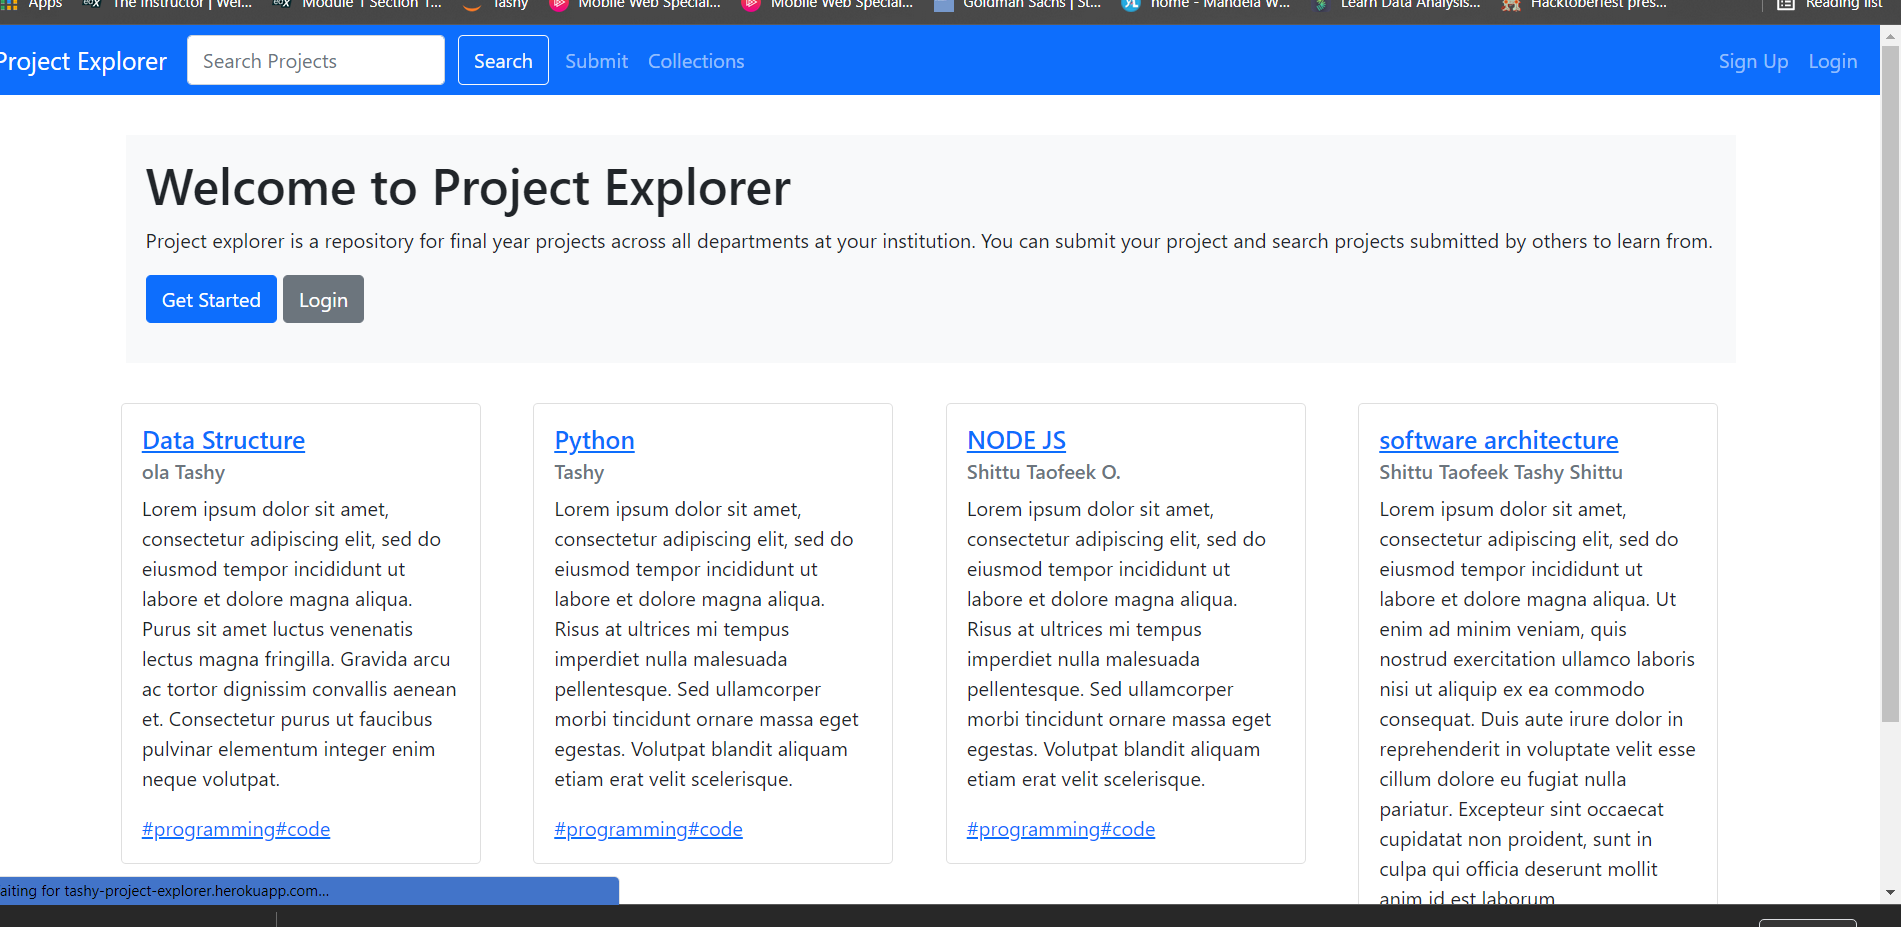 Apps The Instructor | Wel... Module 1 Section 1... Tashy Mobile Web Special... Mobile Web Special... Goldman Sachs | St... home - Mandela W... Learn Data Analysis... Hacktoberfest pres... Reading list
Project Explorer Search Projects Search Submit Collections Sign Up Login
Welcome to Project Explorer
Project explorer is a repository for final year projects across all departments at your institution. You can submit your project and search projects submitted by others to learn from.
Get Started Login
Data Structure
ola Tashy
Lorem ipsum dolor sit amet,
consectetur adipiscing elit, sed do
eiusmod tempor incididunt ut
labore et dolore magna aliqua.
Purus sit amet luctus venenatis
lectus magna fringilla. Gravida arcu
ac tortor dignissim convallis aenean
et. Consectetur purus ut faucibus
pulvinar elementum integer enim
neque volutpat.
#programming#code
Python
Tashy
Lorem ipsum dolor sit amet,
consectetur adipiscing elit, sed do
eiusmod tempor incididunt ut
labore et dolore magna aliqua.
Risus at ultrices mi tempus
imperdiet nulla malesuada
pellentesque. Sed ullamcorper
morbi tincidunt ornare massa eget
egestas. Volutpat blandit aliquam
etiam erat velit scelerisque.
#programming#code
NODE JS
Shittu Taofeek O.
Lorem ipsum dolor sit amet,
consectetur adipiscing elit, sed do
eiusmod tempor incididunt ut
labore et dolore magna aliqua.
Risus at ultrices mi tempus
imperdiet nulla malesuada
pellentesque. Sed ullamcorper
morbi tincidunt ornare massa eget
egestas. Volutpat blandit aliquam
etiam erat velit scelerisque.
#programming#code
software architecture
Shittu Taofeek Tashy Shittu
Lorem ipsum dolor sit amet,
consectetur adipiscing elit, sed do
eiusmod tempor incididunt ut
labore et dolore magna aliqua. Ut
enim ad minim veniam, quis
nostrud exercitation ullamco laboris
nisi ut aliquip ex ea commodo
consequat. Duis aute irure dolor in
reprehenderit in voluptate velit esse
cillum dolore eu fugiat nulla
pariatur. Excepteur sint occaecat
cupidatat non proident, sunt in
culpa qui officia deserunt mollit
anim id est laborum
aiting for tashy-project-explorer.herokuapp.com...